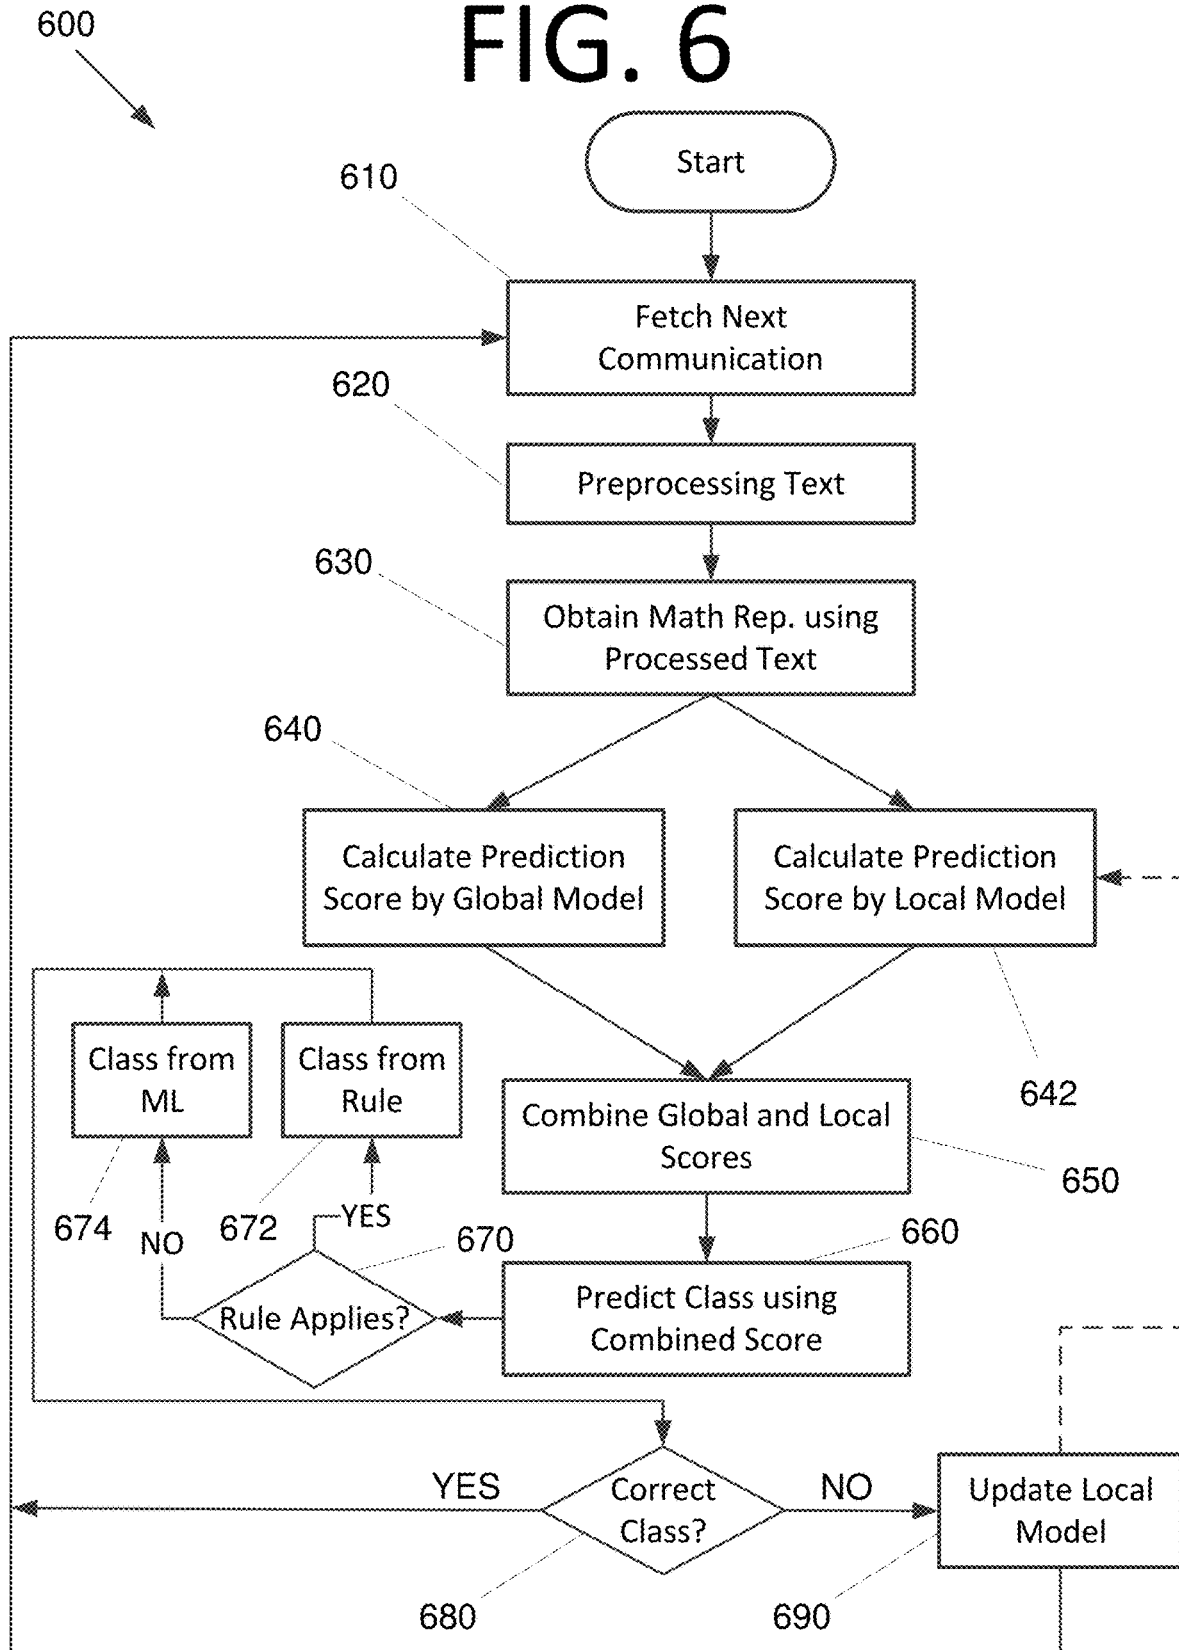 600
FIG. 6
Start
610
Fetch Next
Communication
620
Preprocessing Text
630
Obtain Math Rep. using
Processed Text
640
Calculate Prediction
Score by Global Model
Calculate Prediction
Score by Local Model
642
Class from
ML
Class from
Rule
Combine Global and Local
Scores
650
674
NO
672
YES
670
660
Rule Applies?
Predict Class using
Combined Score
YES
Correct
Class?
NO
Update Local
Model
680
690